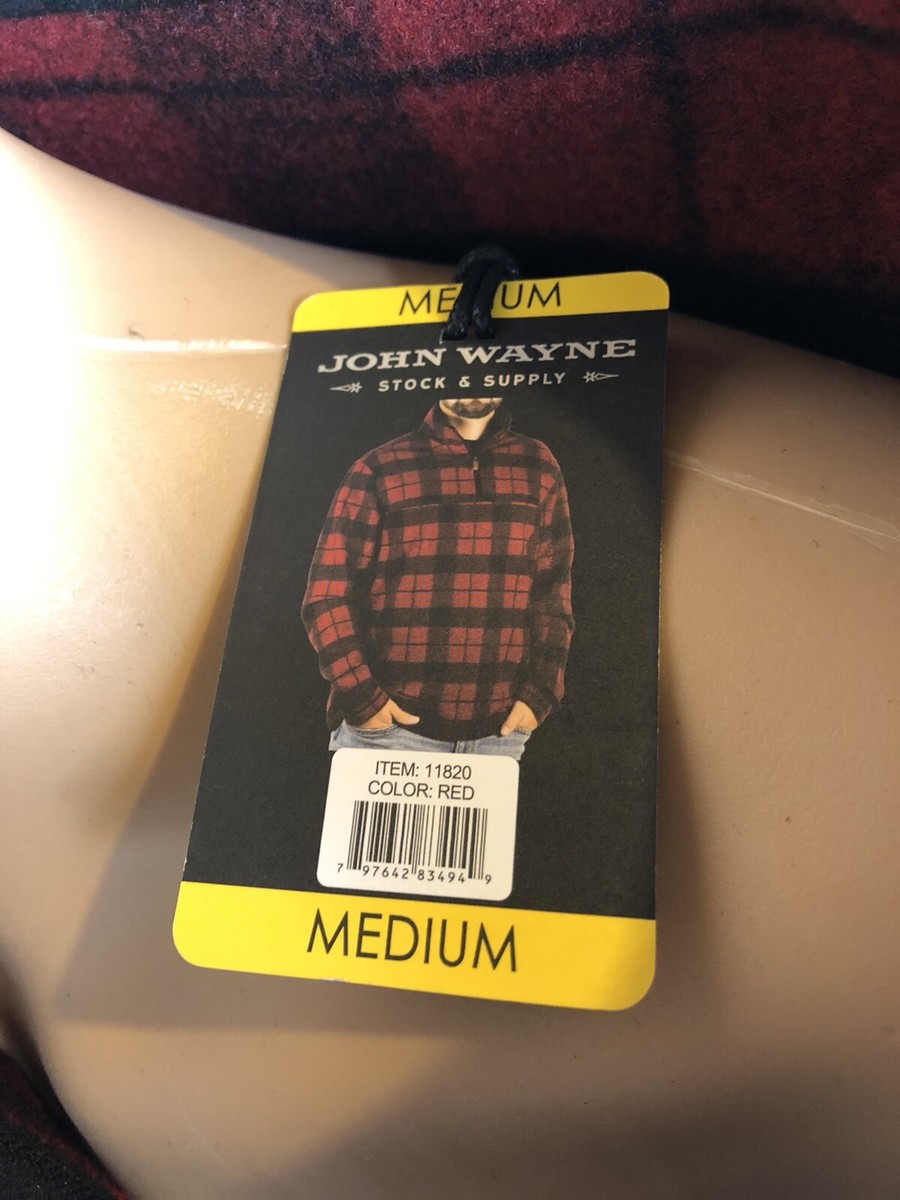 MEDIUM
JOHN WAYNE
STOCK & SUPPLY
ITEM: 11820
COLOR: RED
7 97642 83494 9
MEDIUM